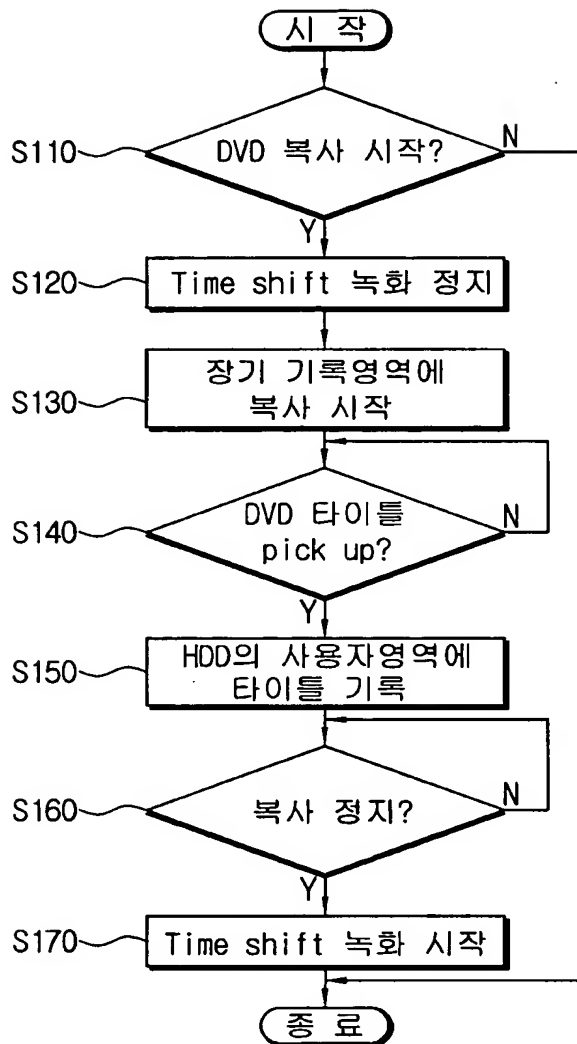 시 작
S110
DVD 복사 시작?
N
Y
S120
Time shift 녹화 정지
S130
장기 기록영역에
복사 시작
S140
DVD 타이틀
pick up?
N
Y
S150
HDD의 사용자영역에
타이틀 기록
S160
복사 정지?
N
Y
S170
Time shift 녹화 시작
종 료